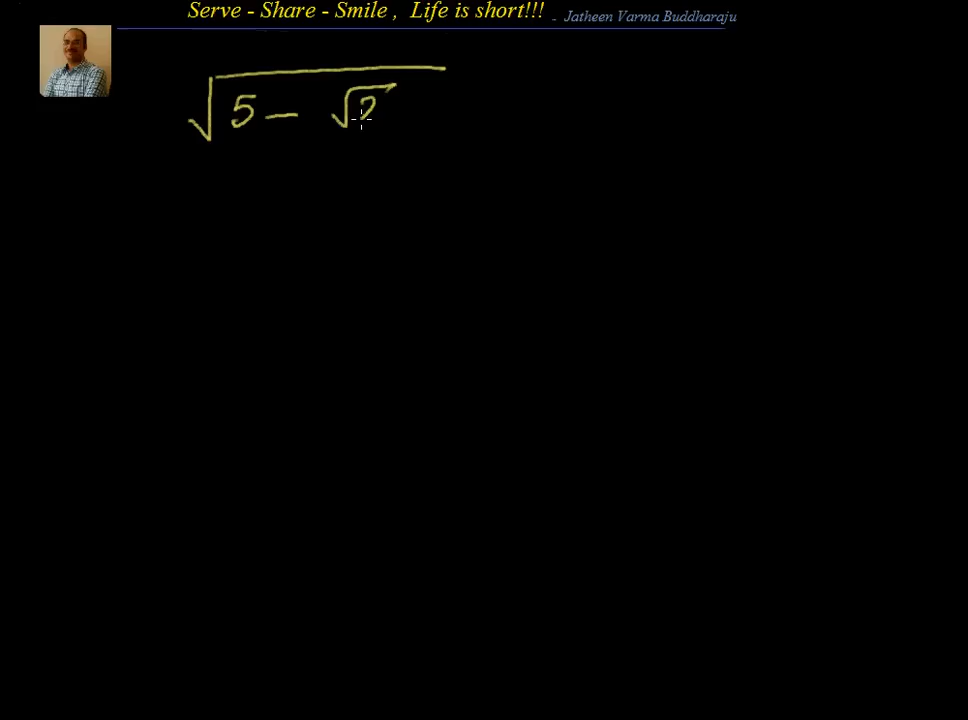 Serve - Share - Smile , Life is short!!! - Jatheen Varma Buddharaju
√(5 - √2)